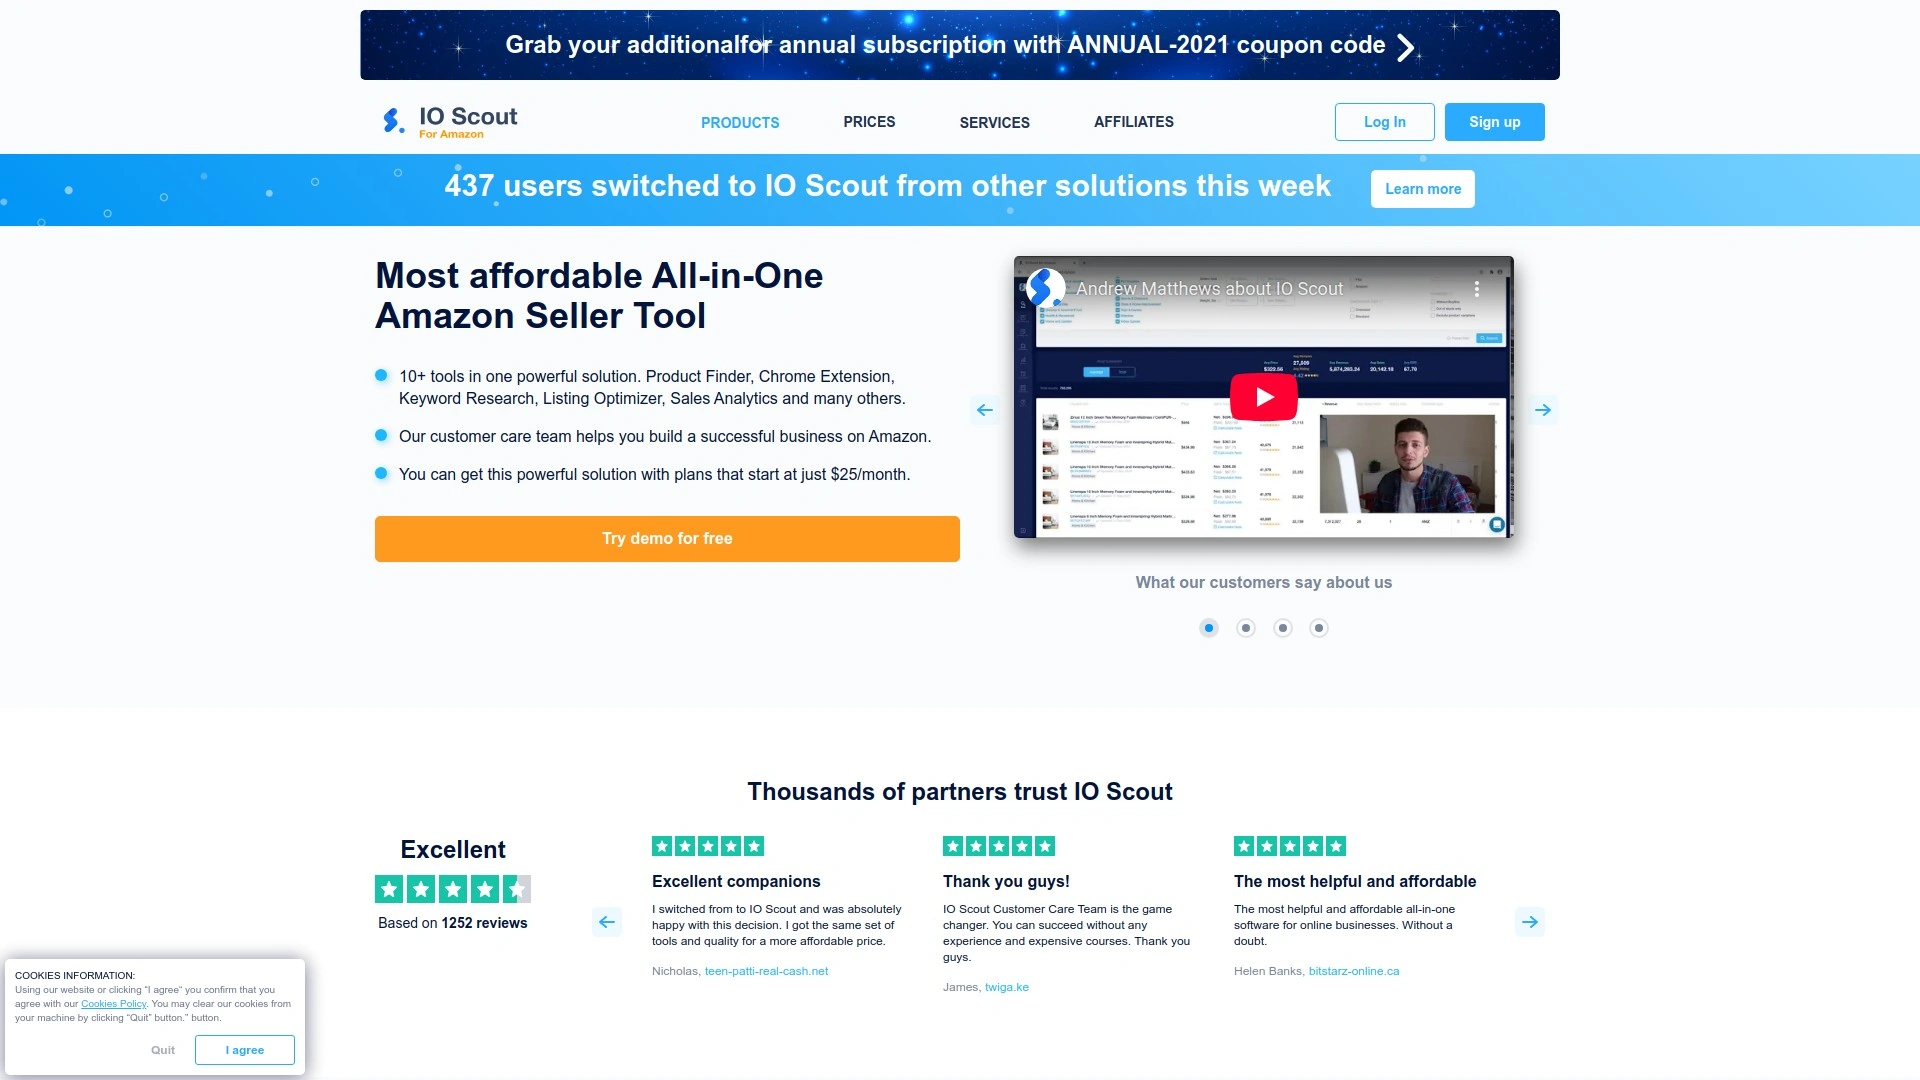 Grab your additionalfor annual subscription with ANNUAL-2021 coupon code
IO Scout
For Amazon
PRODUCTS
PRICES
SERVICES
AFFILIATES
Log In
Sign up
437 users switched to IO Scout from other solutions this week
Learn more
Most affordable All-in-One
Amazon Seller Tool
10+ tools in one powerful solution. Product Finder, Chrome Extension,
Keyword Research, Listing Optimizer, Sales Analytics and many others.
Our customer care team helps you build a successful business on Amazon.
You can get this powerful solution with plans that start at just $25/month.
Try demo for free
Andrew Matthews about IO Scout
What our customers say about us
Thousands of partners trust IO Scout
Excellent
Based on 1252 reviews
Excellent companions
I switched from to IO Scout and was absolutely
happy with this decision. I got the same set of
tools and quality for a more affordable price.
Nicholas, teen-patti-real-cash.net
Thank you guys!
IO Scout Customer Care Team is the game
changer. You can succeed without any
experience and expensive courses. Thank you
guys.
James, twiga.ke
The most helpful and affordable
The most helpful and affordable all-in-one
software for online businesses. Without a
doubt.
Helen Banks, bitstarz-online.ca
COOKIES INFORMATION:
Using our website or clicking "I agree" you confirm that you
agree with our Cookies Policy. You may clear our cookies from
your machine by clicking “Quit” button.” button.
Quit
I agree